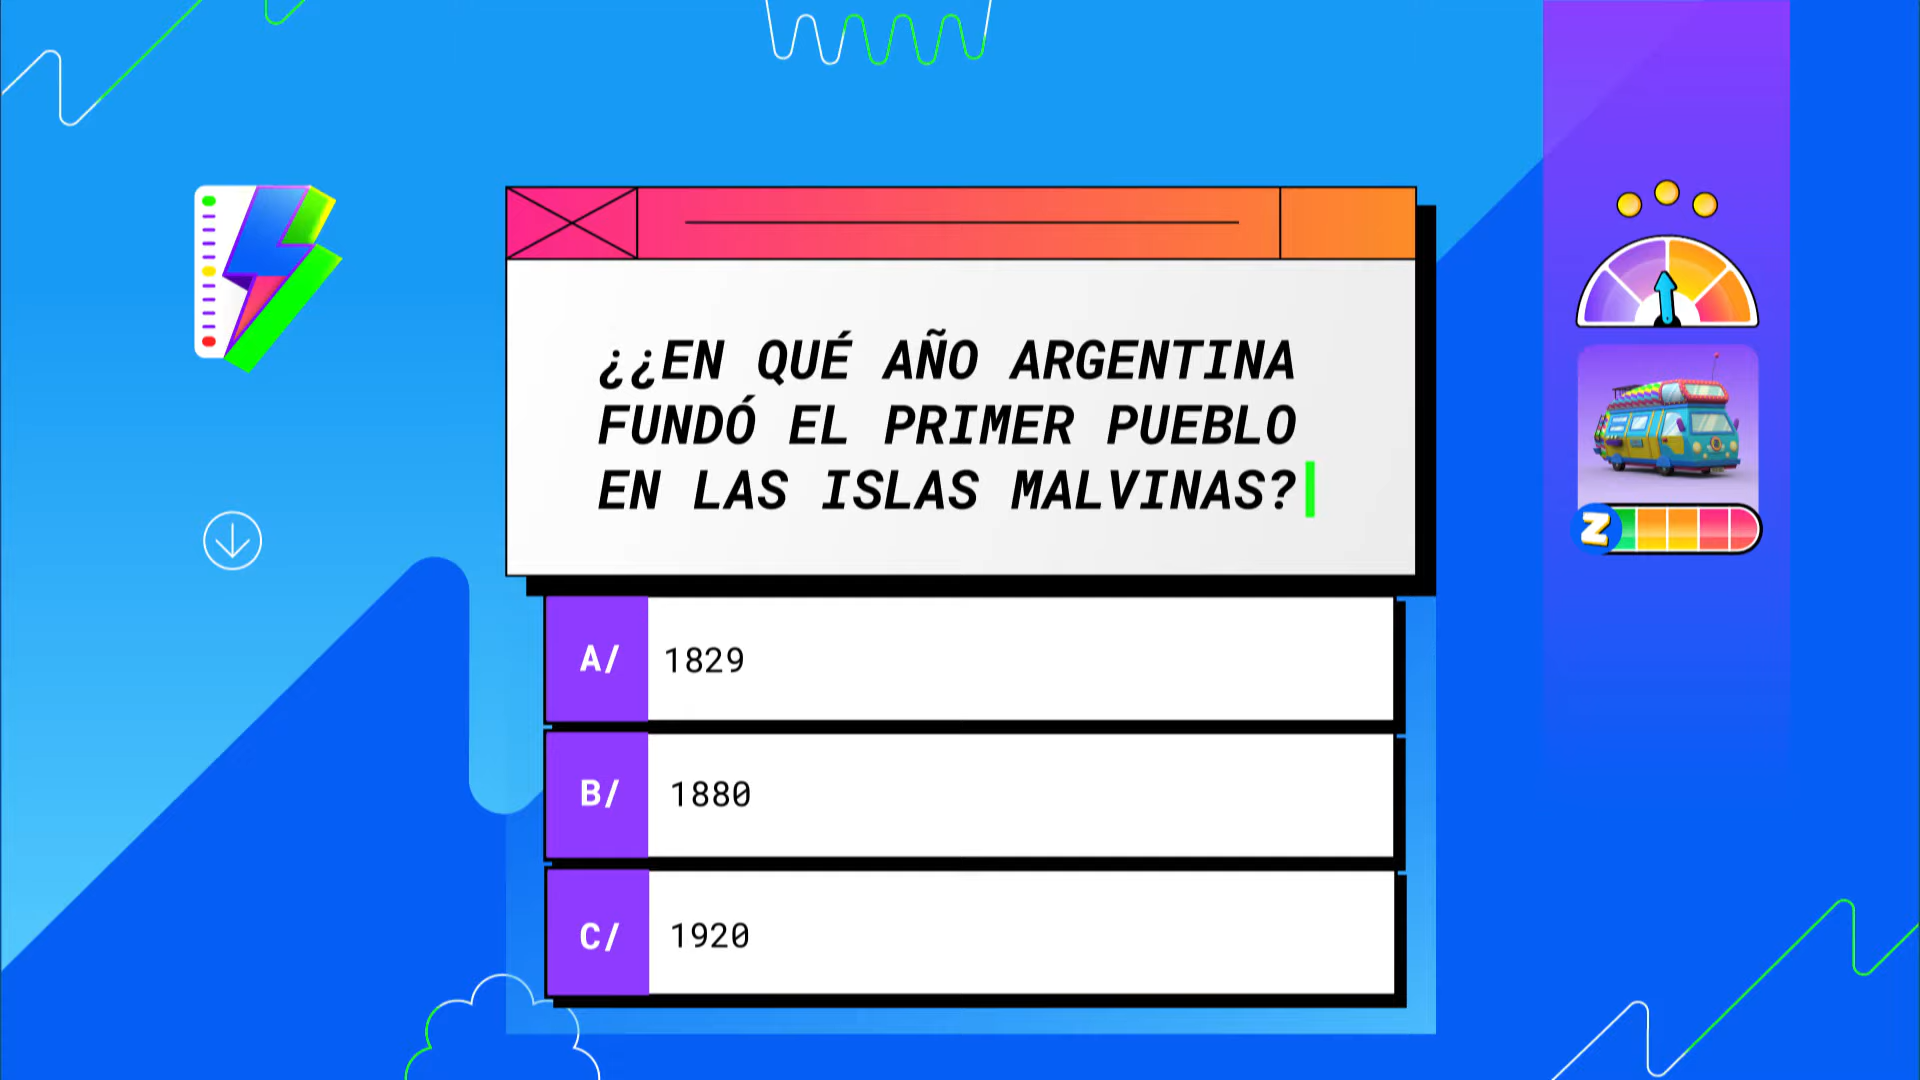 ¿¿EN QUÉ AÑO ARGENTINA
FUNDÓ EL PRIMER PUEBLO
EN LAS ISLAS MALVINAS?
A/ 1829
B/ 1880
C/ 1920
Z